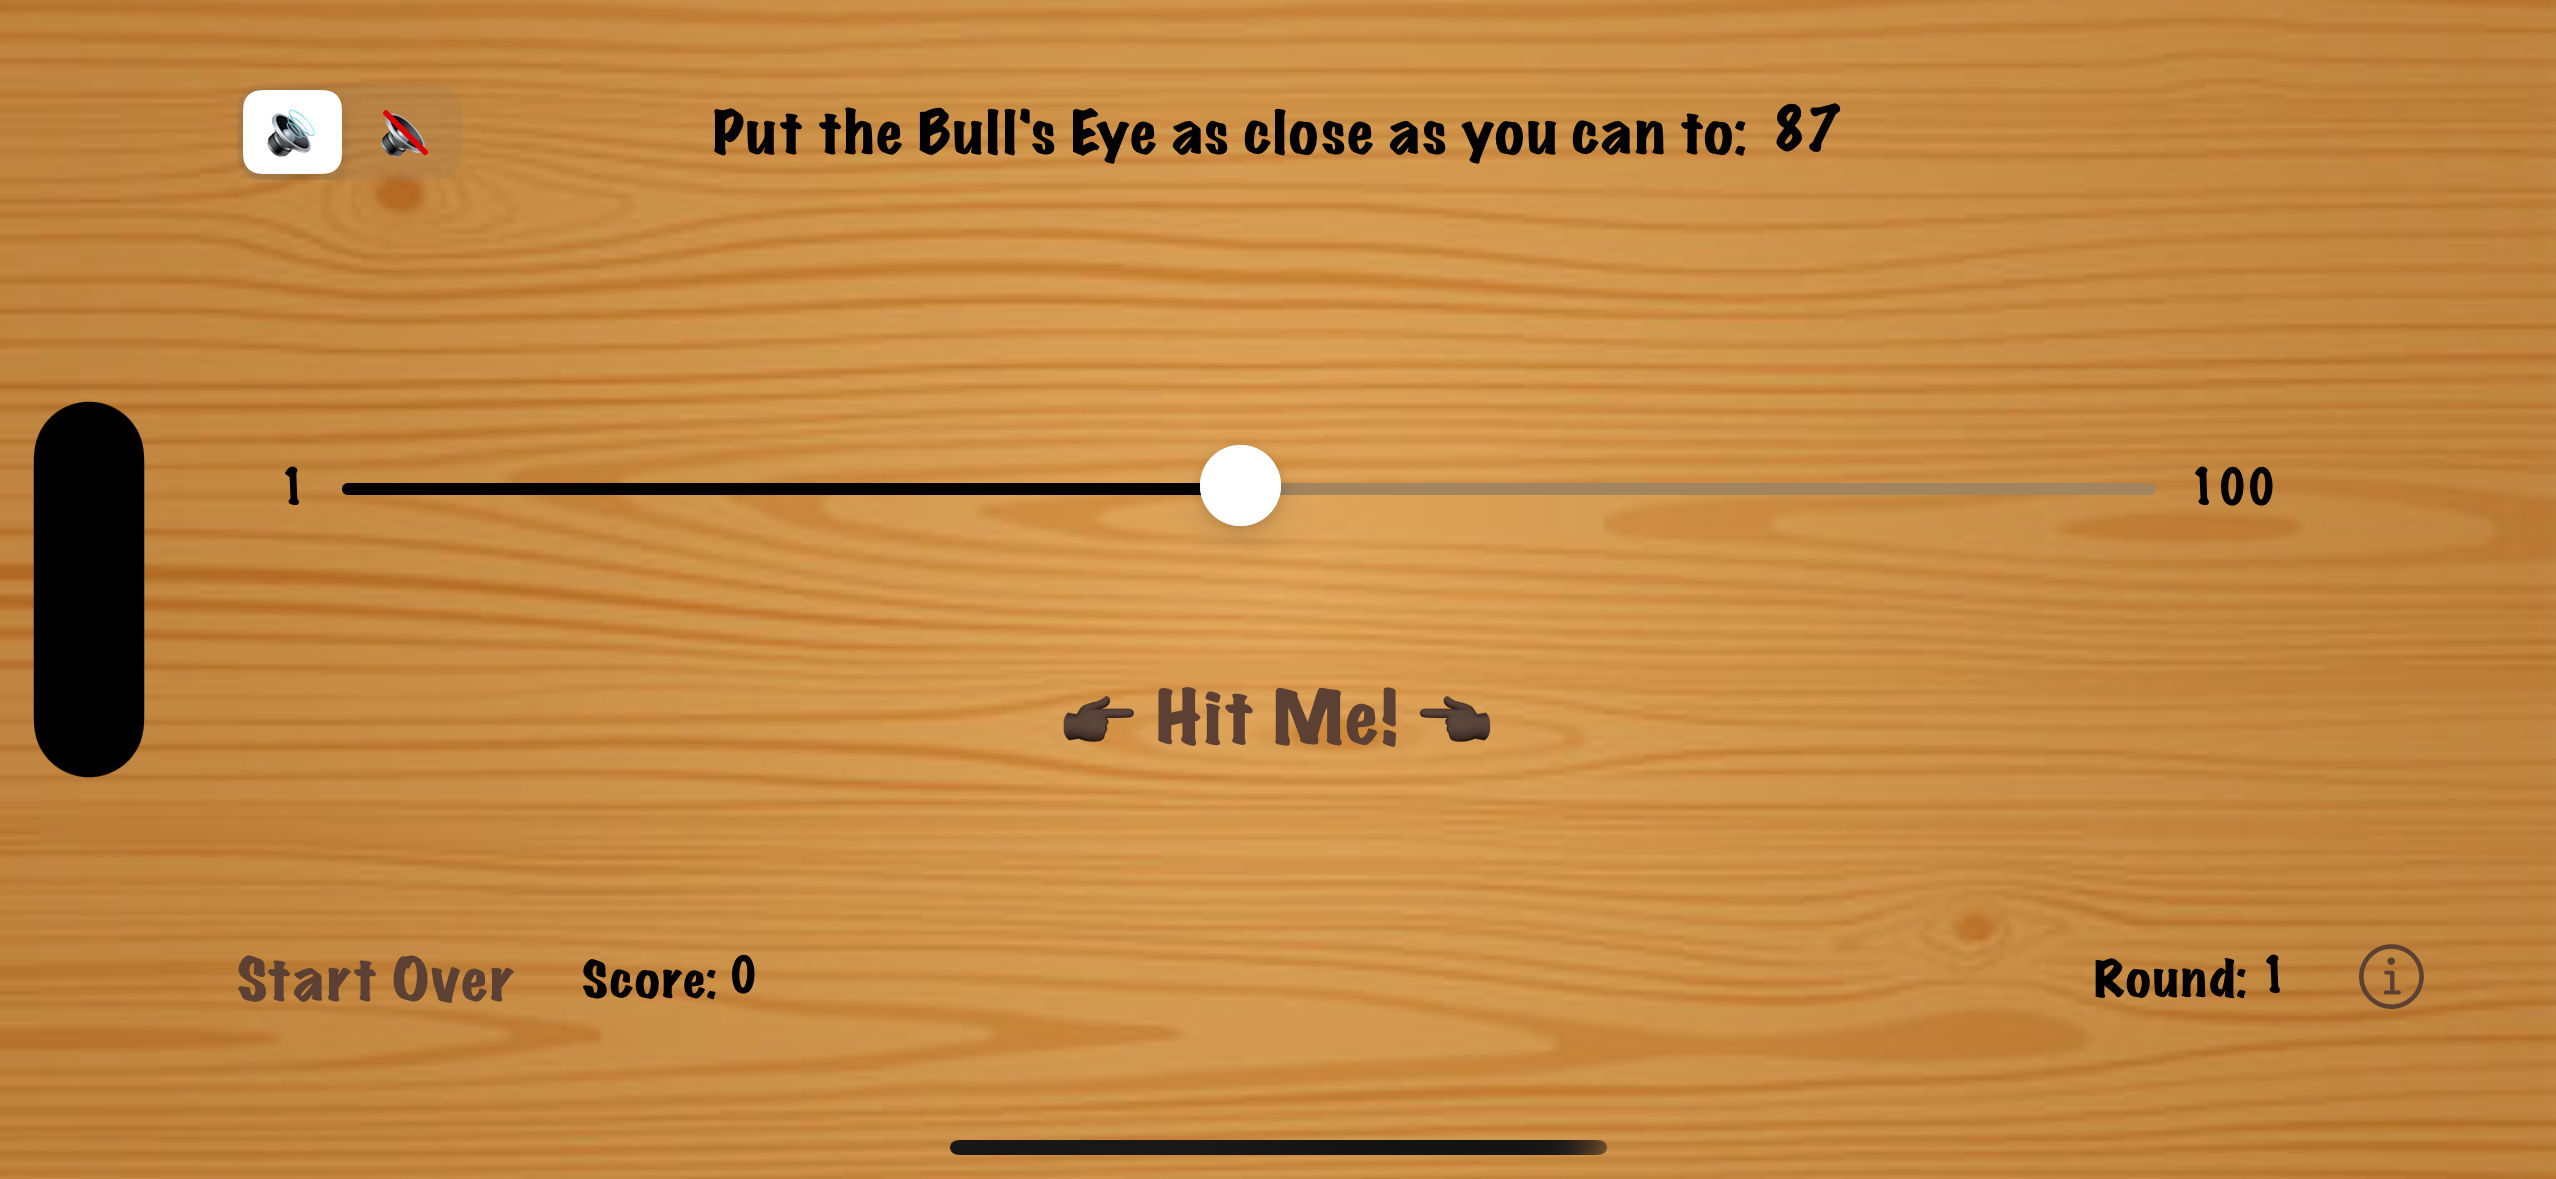 Put the Bull's Eye as close as you can to: 87
1 100
Hit Me!
Start Over Score: 0 Round: 1